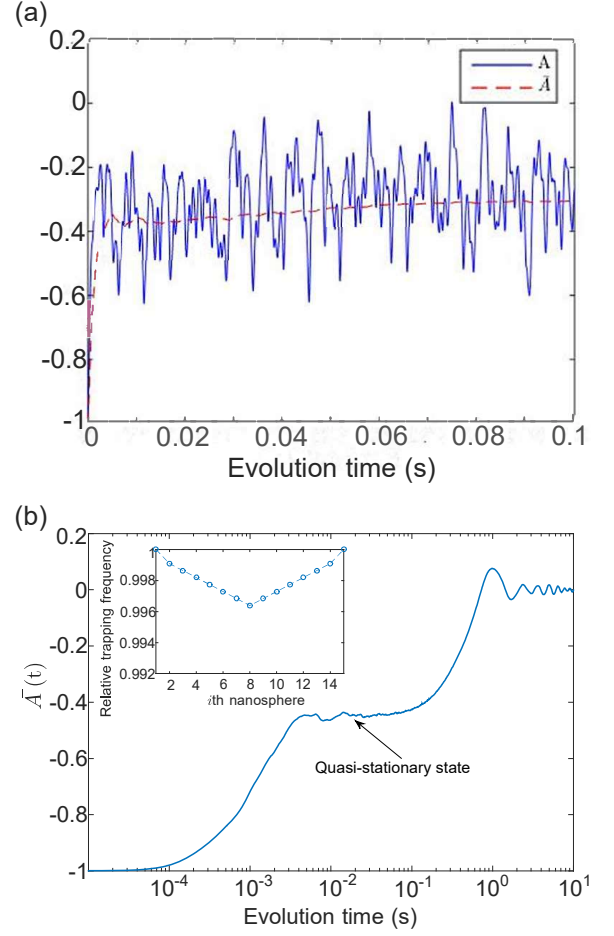 (a)
0.2
0
-0.2
-0.4
-0.6
-0.8
-1
A
Ā
0 0.02 0.04 0.06 0.08 0.1
Evolution time (s)
(b)
0.2
0
-0.2
-0.4
-0.6
-0.8
-1
Ā(t)
Relative trapping frequency
1
0.998
0.996
0.994
0.992
2 4 6 8 10 12 14
ith nanosphere
Quasi-stationary state
10⁻⁴ 10⁻³ 10⁻² 10⁻¹ 10⁰ 10¹
Evolution time (s)